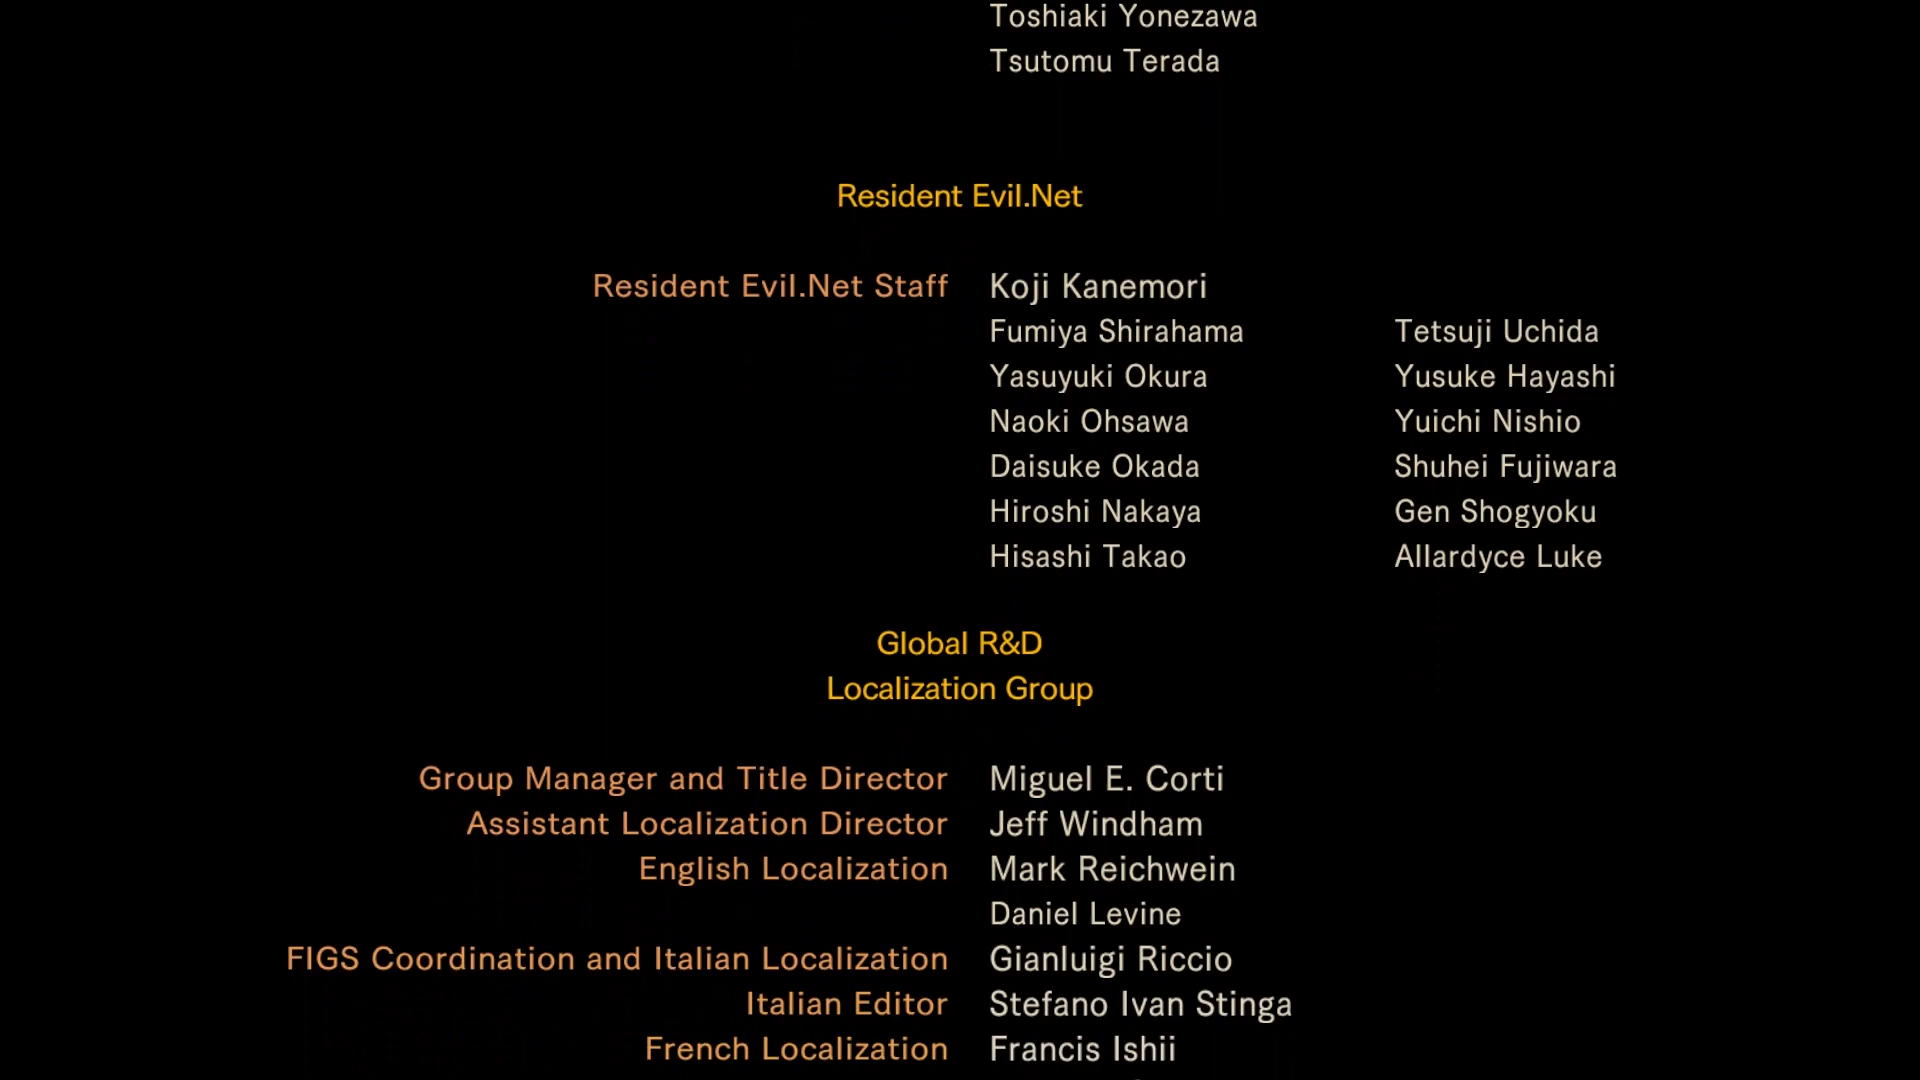 Toshiaki Yonezawa
Tsutomu Terada
Resident Evil.Net
Resident Evil.Net Staff Koji Kanemori
Fumiya Shirahama Tetsuji Uchida
Yasuyuki Okura Yusuke Hayashi
Naoki Ohsawa Yuichi Nishio
Daisuke Okada Shuhei Fujiwara
Hiroshi Nakaya Gen Shogyoku
Hisashi Takao Allardyce Luke
Global R&D
Localization Group
Group Manager and Title Director Miguel E. Corti
Assistant Localization Director Jeff Windham
English Localization Mark Reichwein
Daniel Levine
FIGS Coordination and Italian Localization Gianluigi Riccio
Italian Editor Stefano Ivan Stinga
French Localization Francis Ishii